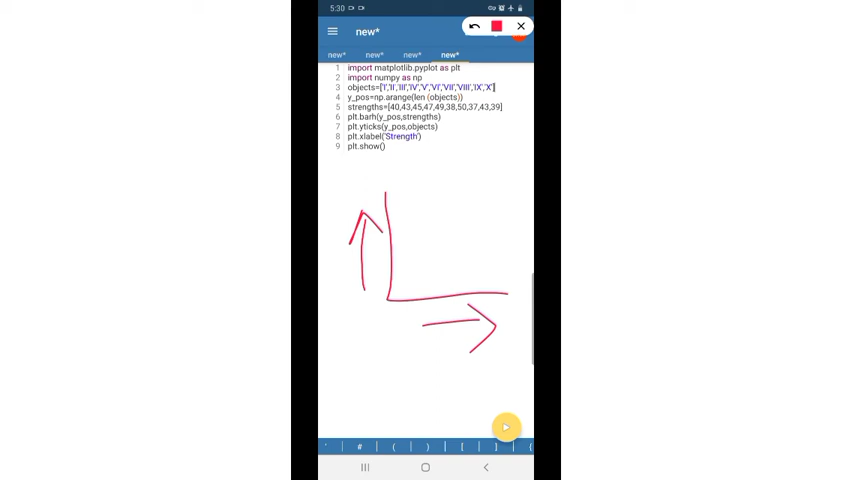 5:30
new*
new* new* new* new*
1 import matplotlib.pyplot as plt
2 import numpy as np
3 objects=['I','II','III','IV','V','VI','VII','VIII','IX','X']
4 y_pos=np.arange(len (objects))
5 strengths=[40,43,45,47,49,38,50,37,43,39]
6 plt.barh(y_pos,strengths)
7 plt.yticks(y_pos,objects)
8 plt.xlabel('Strength')
9 plt.show()
' # ( ) [ ] {